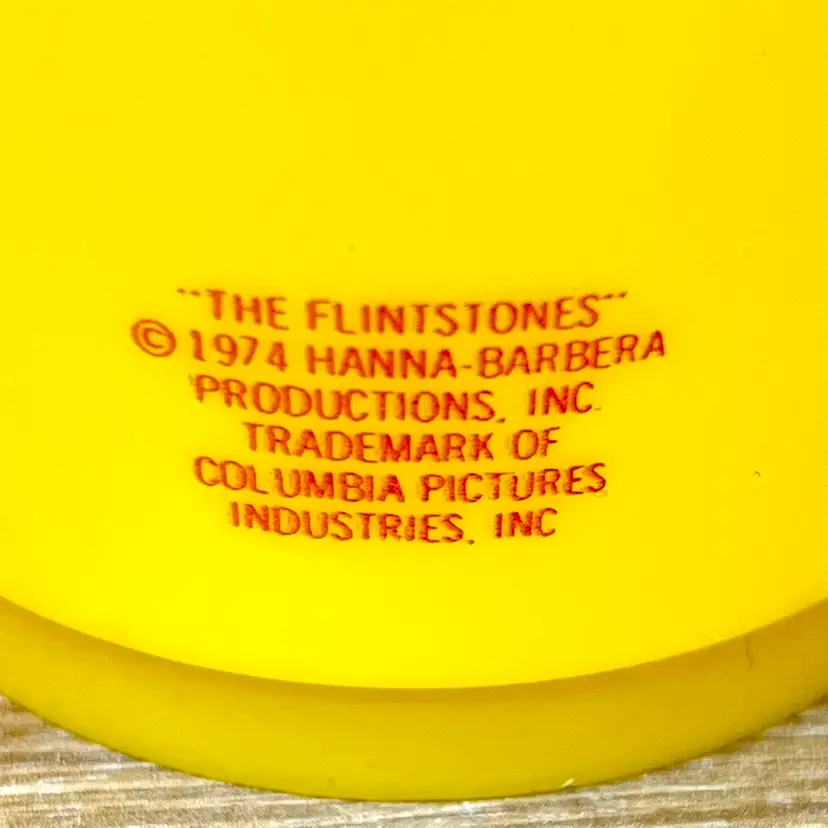 "THE FLINTSTONES"
© 1974 HANNA-BARBERA
PRODUCTIONS, INC.
TRADEMARK OF
COLUMBIA PICTURES
INDUSTRIES, INC